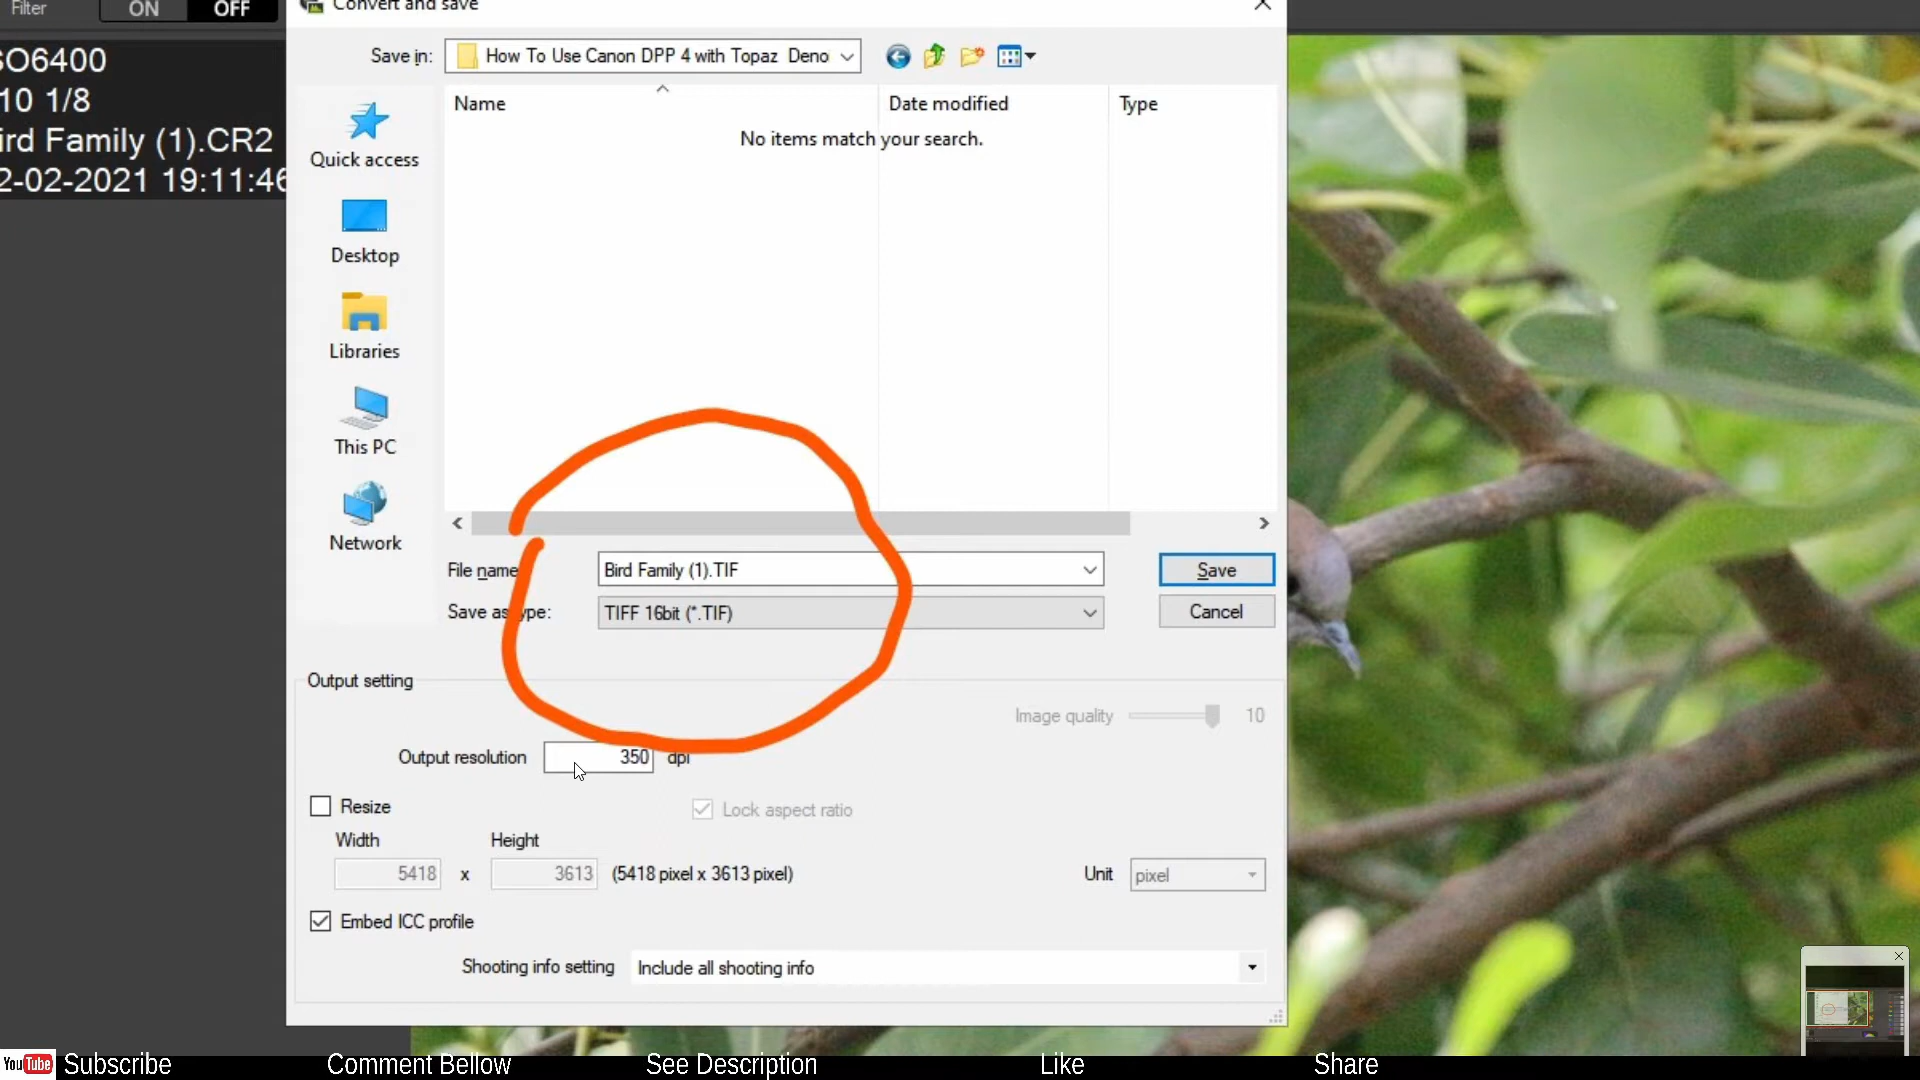 Filter ON OFF
SO6400
10 1/8
ird Family (1).CR2
2-02-2021 19:11:46
Convert and save
Save in: How To Use Canon DPP 4 with Topaz Deno
Name Date modified Type
No items match your search.
Quick access
Desktop
Libraries
This PC
Network
File name
Bird Family (1).TIF
Save
Save as type:
TIFF 16bit (*.TIF)
Cancel
Output setting
Image quality 10
Output resolution 350 dpi
Resize
Lock aspect ratio
Width Height
5418 x 3613 (5418 pixel x 3613 pixel)
Unit pixel
Embed ICC profile
Shooting info setting Include all shooting info
YouTube Subscribe Comment Bellow See Description Like Share